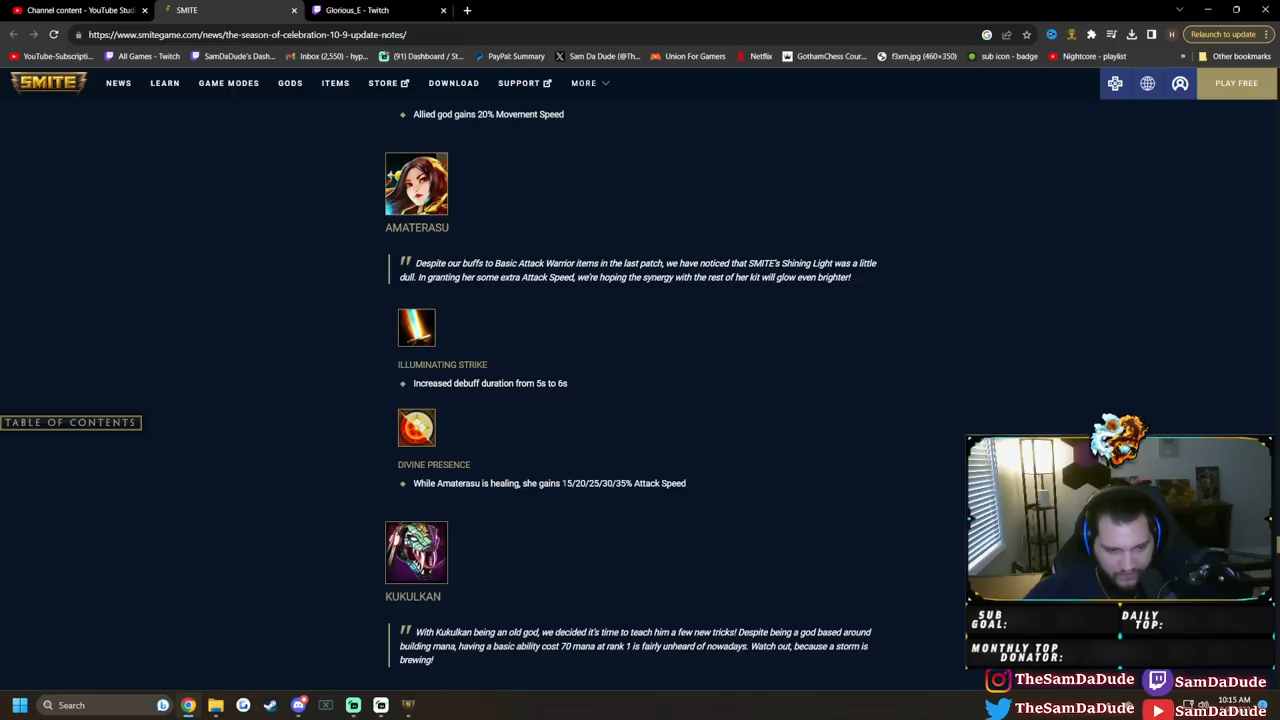 Channel content - YouTube Studi
SMITE
Glorious_E - Twitch
https://www.smitegame.com/news/the-season-of-celebration-10-9-update-notes/
Relaunch to update
YouTube-Subscripti...
All Games - Twitch
SamDaDude's Dash...
Inbox (2,550) - hyp...
(91) Dashboard / St...
PayPal: Summary
Sam Da Dude (@Th...
Union For Gamers
Netflix
GothamChess Cour...
f3xrn.jpg (460×350)
sub icon - buddy
Nightcore - playlist
»
Other bookmarks
SMITE
NEWS
LEARN
GAME MODES
GODS
ITEMS
STORE
DOWNLOAD
SUPPORT
MORE
PLAY FREE
Allied god gains 20% Movement Speed
AMATERASU
" Despite our buffs to Basic Attack Warrior items in the last patch, we have noticed that SMITE's Shining Light was a little
dull. In granting her some extra Attack Speed, we're hoping the synergy with the rest of her kit will glow even brighter!
ILLUMINATING STRIKE
Increased debuff duration from 5s to 6s
TABLE OF CONTENTS
DIVINE PRESENCE
While Amaterasu is healing, she gains 15/20/25/30/35% Attack Speed
KUKULKAN
" With Kukulkan being an old god, we decided it's time to teach him a few new tricks! Despite being a god based around
building mana, having a basic ability cost 70 mana at rank 1 is fairly unheard of nowadays. Watch out, because a storm is
brewing!
SUB
GOAL:
DAILY
TOP:
MONTHLY TOP
DONATOR:
TheSamDaDude
SamDaDude
TheSamDaDude
SamDaDude
Search
10:15 AM